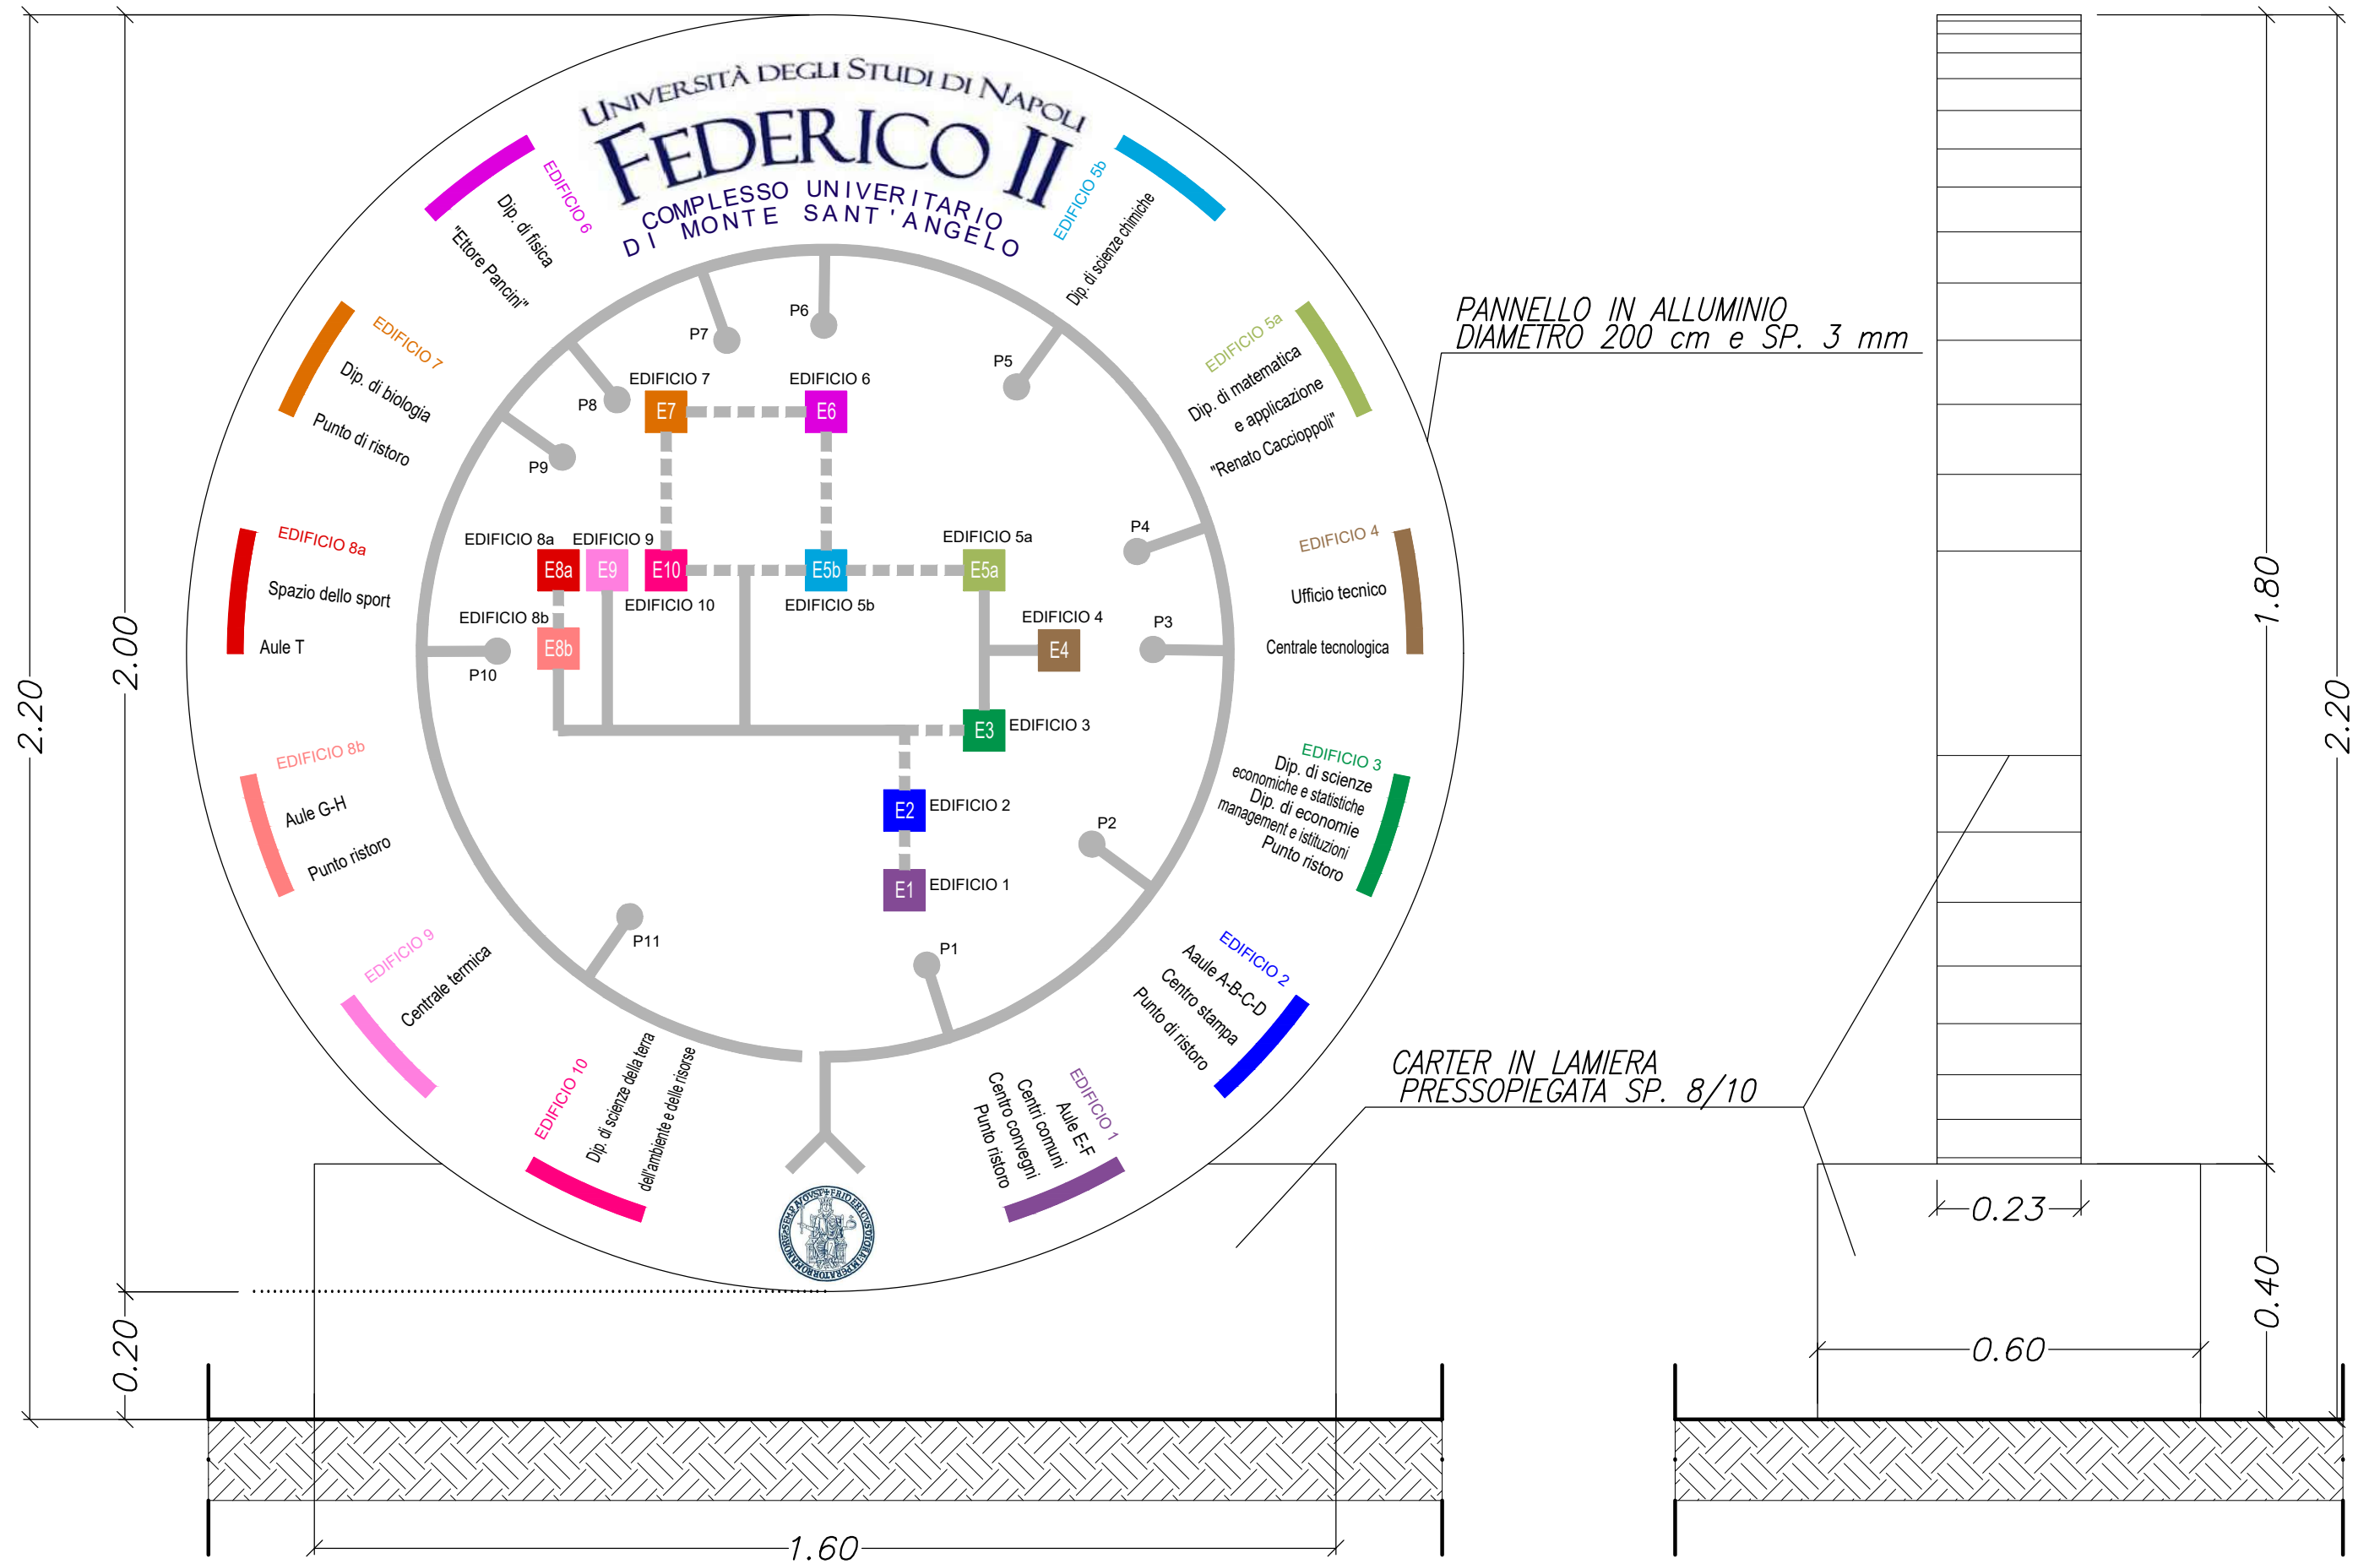 UNIVERSITÀ DEGLI STUDI DI NAPOLI
FEDERICO II
COMPLESSO UNIVERITARIO
DI MONTE SANT'ANGELO
EDIFICIO 6
Dip. di fisica
"Ettore Pancini"
EDIFICIO 7
Dip. di biologia
Punto di ristoro
EDIFICIO 8a
Spazio dello sport
Aule T
EDIFICIO 8b
Aule G-H
Punto ristoro
EDIFICIO 9
Centrale termica
EDIFICIO 10
Dip. di scienze della terra
dell'ambiente e delle risorse
EDIFICIO 5b
Dip. di scienze chimiche
EDIFICIO 5a
Dip. di matematica
e applicazione
"Renato Caccioppoli"
EDIFICIO 4
Ufficio tecnico
Centrale tecnologica
EDIFICIO 3
Dip. di scienze
economiche e statistiche
Dip. di economie
management e istituzioni
Punto ristoro
EDIFICIO 2
Aaule A-B-C-D
Centro stampa
Punto di ristoro
EDIFICIO 1
Aule E-F
Centri comuni
Centro convegni
Punto ristoro
P6
P7
P5
P8
P9
P4
P3
P10
P2
P11
P1
EDIFICIO 7
E7
EDIFICIO 6
E6
EDIFICIO 8a
E8a
EDIFICIO 9
E9
E10
EDIFICIO 10
E5b
EDIFICIO 5b
EDIFICIO 5a
E5a
EDIFICIO 8b
E8b
EDIFICIO 4
E4
E3
EDIFICIO 3
E2
EDIFICIO 2
E1
EDIFICIO 1
PANNELLO IN ALLUMINIO
DIAMETRO 200 cm e SP. 3 mm
CARTER IN LAMIERA
PRESSOPIEGATA SP. 8/10
2.20
2.00
0.20
1.60
1.80
2.20
0.23
0.40
0.60